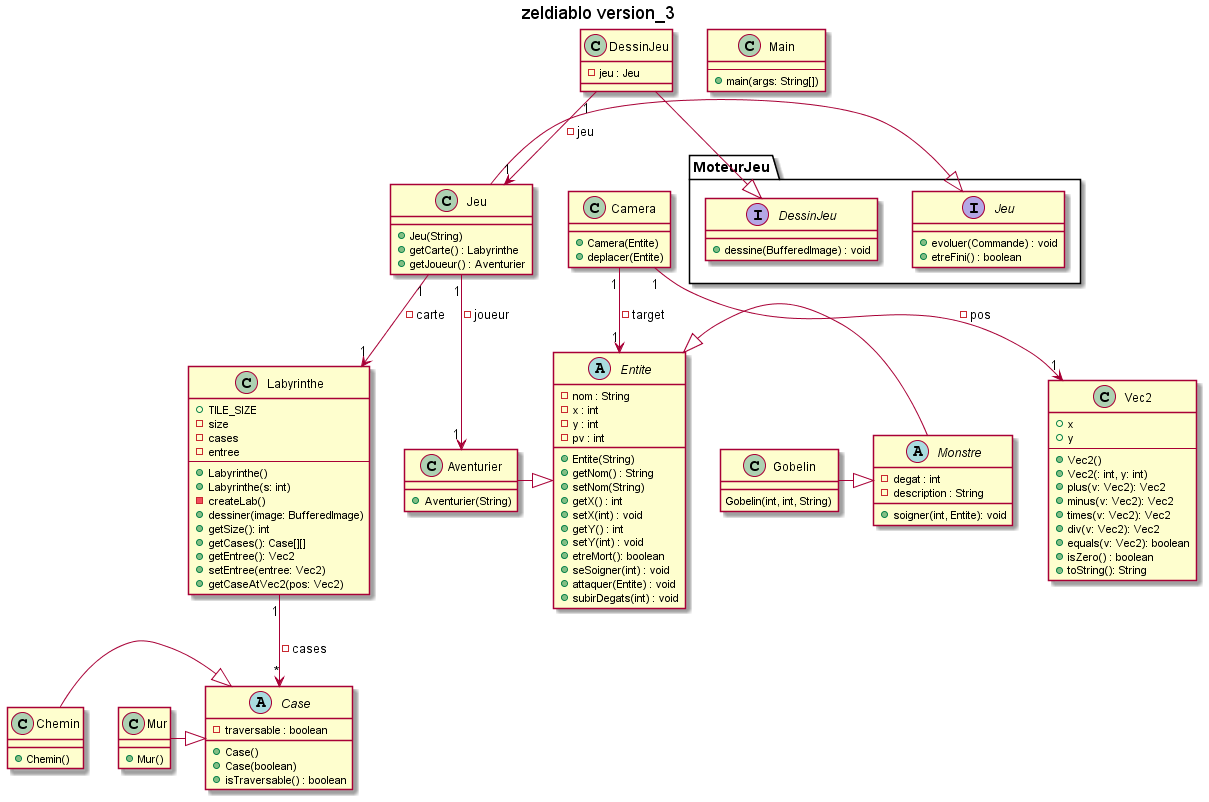 zeldiablo version_3
C DessinJeu
jeu : Jeu
C Main
main(args: String[])
1
jeu
1
MoteurJeu
C Jeu
Jeu(String)
getCarte() : Labyrinthe
getJoueur() : Aventurier
C Camera
Camera(Entite)
deplacer(Entite)
I DessinJeu
dessine(BufferedImage) : void
I Jeu
evoluer(Commande) : void
etreFini() : boolean
1
carte
1
1
joueur
1
1
target
1
1
pos
1
C Labyrinthe
TILE_SIZE
size
cases
entree
Labyrinthe()
Labyrinthe(s: int)
createLab()
dessiner(image: BufferedImage)
getSize(): int
getCases(): Case[][]
getEntree(): Vec2
setEntree(entree: Vec2)
getCaseAtVec2(pos: Vec2)
C Aventurier
Aventurier(String)
A Entite
nom : String
x : int
y : int
pv : int
Entite(String)
getNom() : String
setNom(String)
getX() : int
setX(int) : void
getY() : int
setY(int) : void
etreMort(): boolean
seSoigner(int) : void
attaquer(Entite) : void
subirDegats(int) : void
C Gobelin
Gobelin(int, int, String)
A Monstre
degat : int
description : String
soigner(int, Entite): void
C Vec2
x
y
Vec2()
Vec2(: int, y: int)
plus(v: Vec2): Vec2
minus(v: Vec2): Vec2
times(v: Vec2): Vec2
div(v: Vec2): Vec2
equals(v: Vec2): boolean
isZero() : boolean
toString(): String
1
cases
*
C Chemin
Chemin()
C Mur
Mur()
A Case
traversable : boolean
Case()
Case(boolean)
isTraversable() : boolean